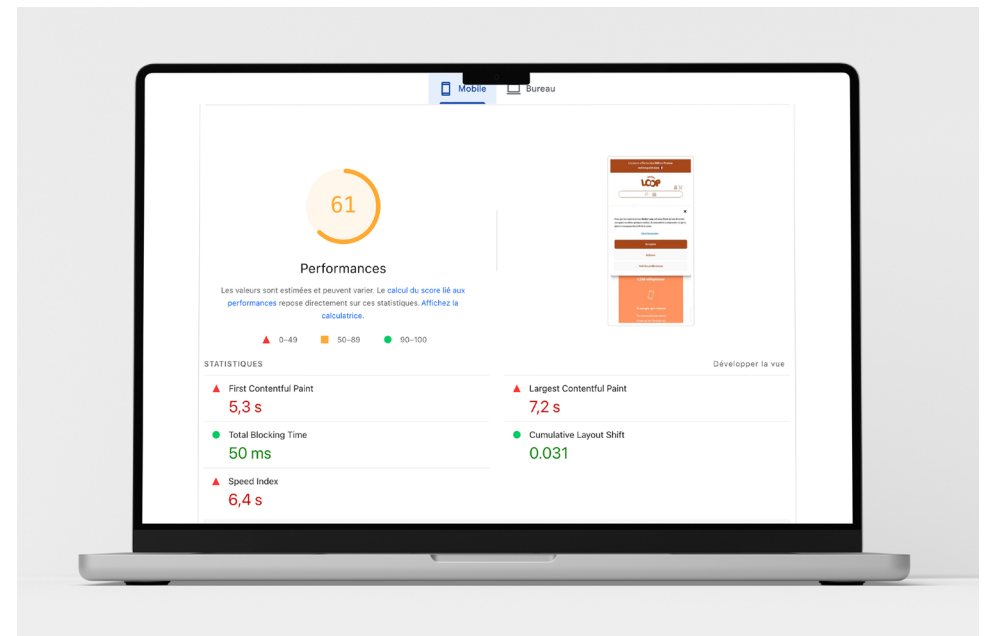 Mobile
Bureau
LOOP
61
Performances
Les valeurs sont estimées et peuvent varier. Le calcul du score lié aux
performances repose directement sur ces statistiques. Affichez la
calculatrice.
0–49
50–89
90–100
STATISTIQUES
Développer la vue
First Contentful Paint
5,3 s
Largest Contentful Paint
7,2 s
Total Blocking Time
50 ms
Cumulative Layout Shift
0.031
Speed Index
6,4 s